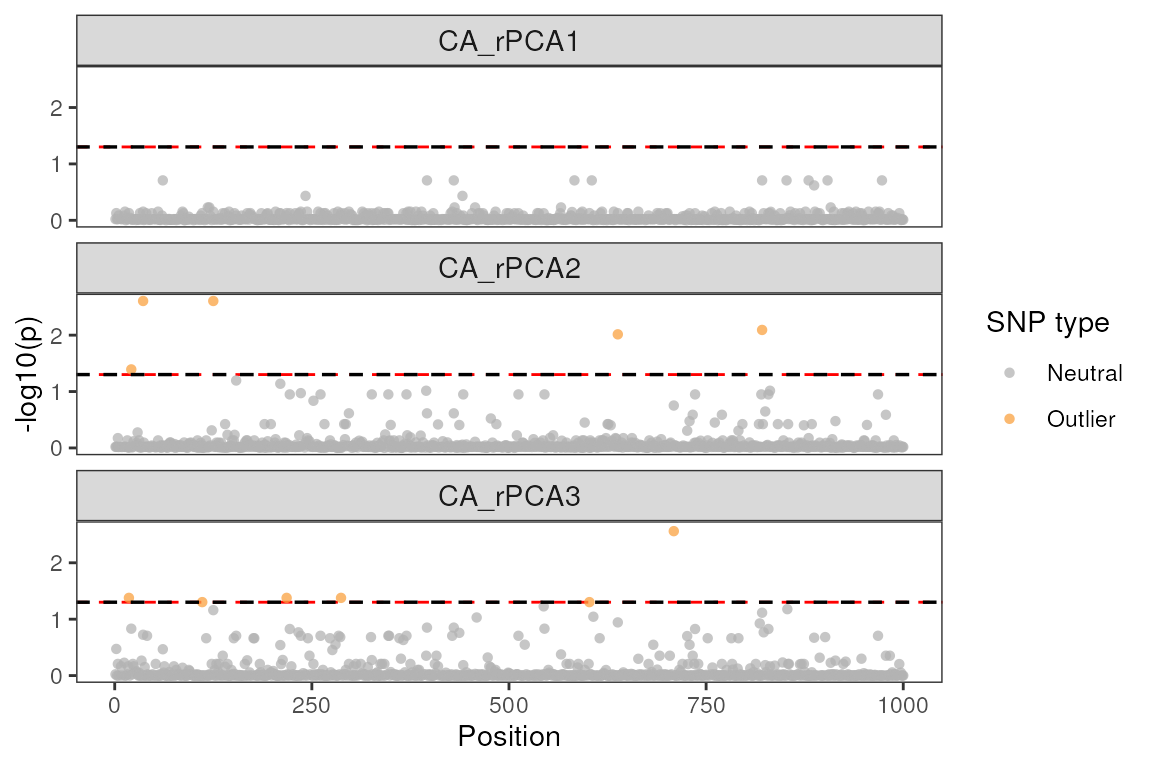 CA_rPCA1
2
1
0
CA_rPCA2
2
1
0
CA_rPCA3
2
1
0
0 250 500 750 1000
Position
-log10(p)
SNP type
Neutral
Outlier